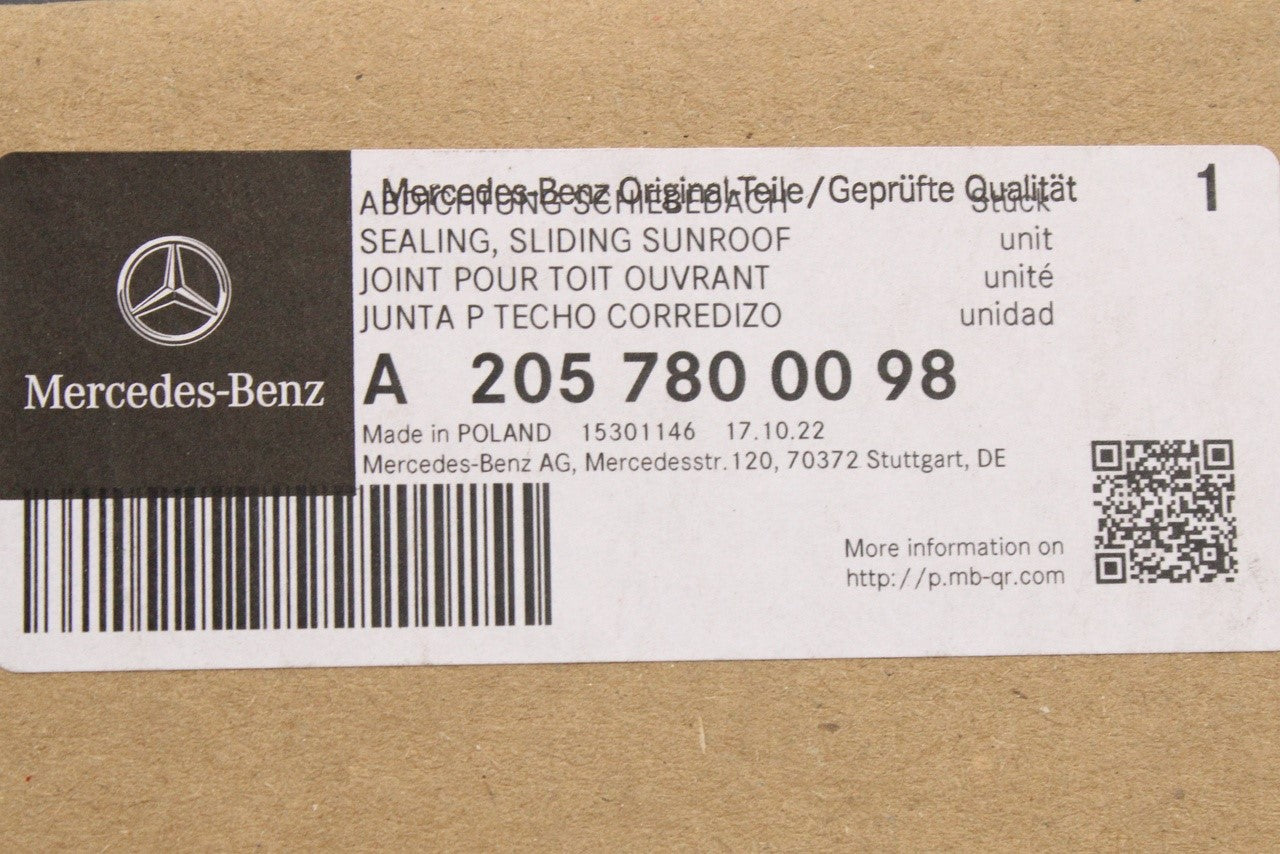 Mercedes-Benz Original-Teile/Geprüfte Qualität 1
ABDICHTUNG SCHIEBEDACH Stück
SEALING, SLIDING SUNROOF unit
JOINT POUR TOIT OUVRANT unité
JUNTA P TECHO CORREDIZO unidad
Mercedes-Benz
A 205 780 00 98
Made in POLAND 15301146 17.10.22
Mercedes-Benz AG, Mercedesstr.120, 70372 Stuttgart, DE
More information on
http://p.mb-qr.com